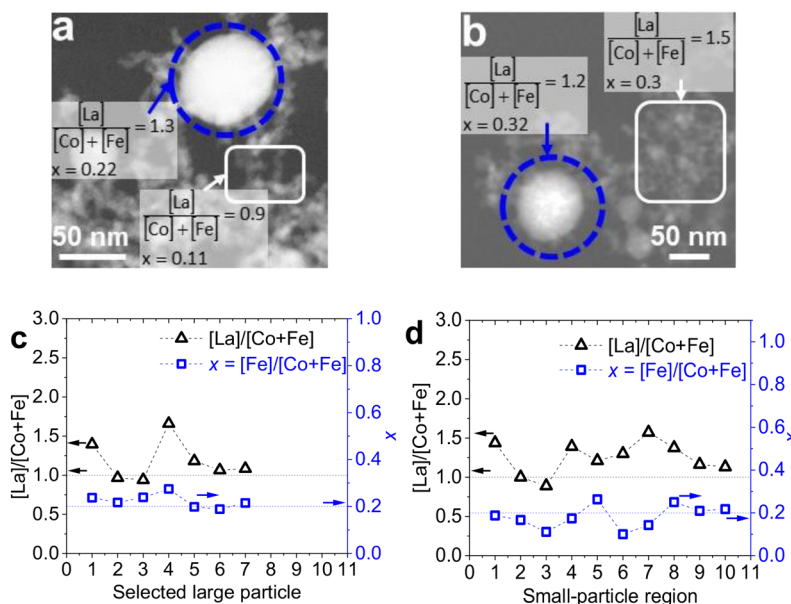 a
[La]
[Co]+[Fe] = 1.3
x = 0.22
[La]
[Co]+[Fe] = 0.9
x = 0.11
50 nm
b
[La]
[Co]+[Fe] = 1.5
x = 0.3
[La]
[Co]+[Fe] = 1.2
x = 0.32
50 nm
c
[La]/[Co+Fe]
x = [Fe]/[Co+Fe]
3.0
2.5
2.0
1.5
1.0
0.5
0.0
[La]/[Co+Fe]
1.0
0.8
0.6
0.4
0.2
0.0
x
0 1 2 3 4 5 6 7 8 9 10 11
Selected large particle
d
[La]/[Co+Fe]
x = [Fe]/[Co+Fe]
3.0
2.5
2.0
1.5
1.0
0.5
0.0
[La]/[Co+Fe]
1.0
0.8
0.6
0.4
0.2
0.0
x
0 1 2 3 4 5 6 7 8 9 10 11
Small-particle region